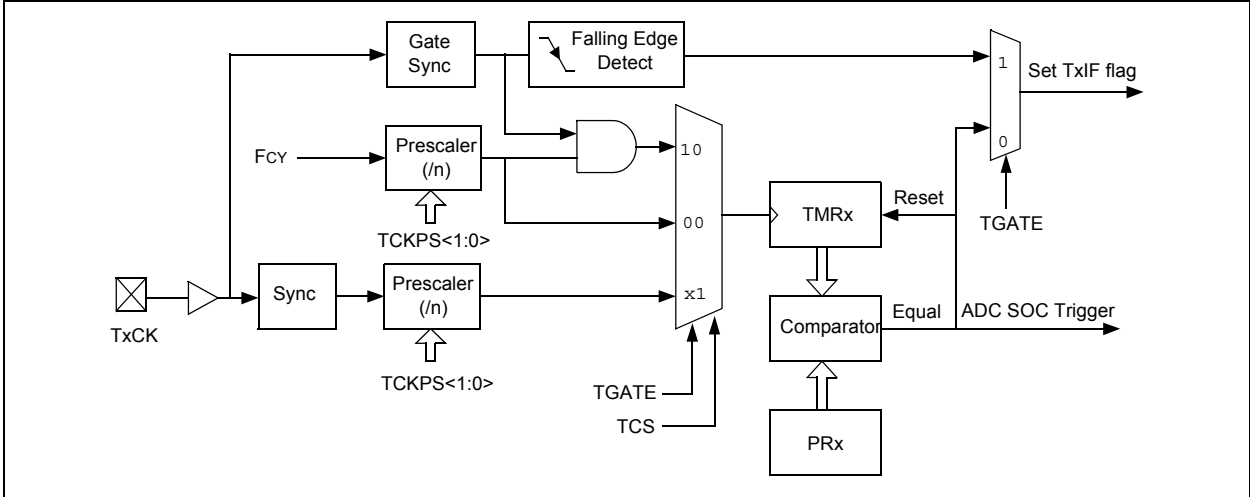 Gate
Sync
Falling Edge
Detect
1
Set TxIF flag
0
TGATE
FCY
Prescaler
(/n)
TCKPS<1:0>
10
00
x1
TMRx
Reset
TxCK
Sync
Prescaler
(/n)
TCKPS<1:0>
Comparator
Equal
ADC SOC Trigger
TGATE
TCS
PRx